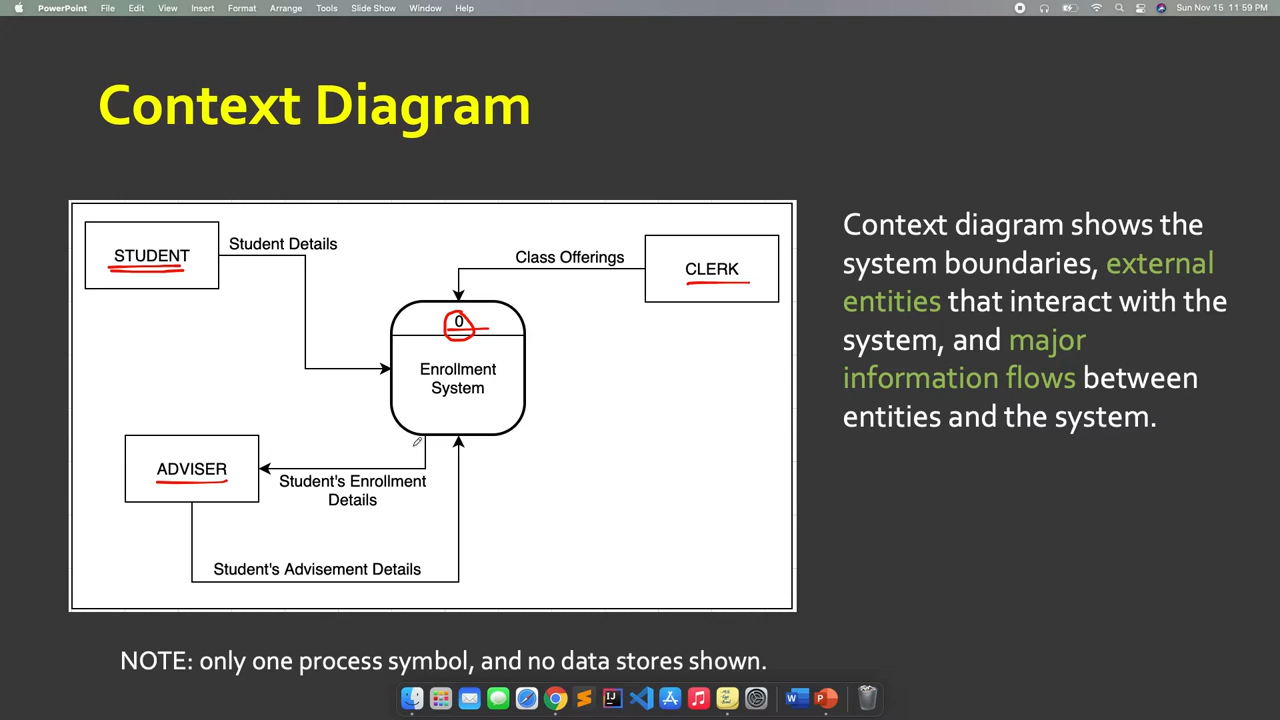 PowerPoint File Edit View Insert Format Arrange Tools Slide Show Window Help Sun Nov 15 11:59 PM
Context Diagram
STUDENT
Student Details
Class Offerings
CLERK
0
Enrollment
System
ADVISER
Student's Enrollment
Details
Student's Advisement Details
Context diagram shows the
system boundaries, external
entities that interact with the
system, and major
information flows between
entities and the system.
NOTE: only one process symbol, and no data stores shown.